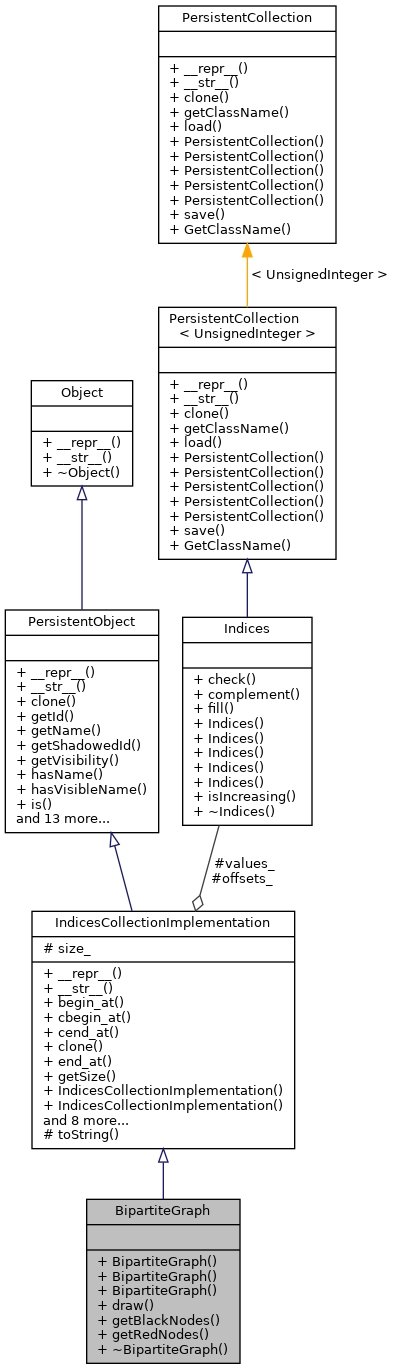 PersistentCollection
+ __repr__()
+ __str__()
+ clone()
+ getClassName()
+ load()
+ PersistentCollection()
+ PersistentCollection()
+ PersistentCollection()
+ PersistentCollection()
+ PersistentCollection()
+ save()
+ GetClassName()
< UnsignedInteger >
PersistentCollection
< UnsignedInteger >
+ __repr__()
+ __str__()
+ clone()
+ getClassName()
+ load()
+ PersistentCollection()
+ PersistentCollection()
+ PersistentCollection()
+ PersistentCollection()
+ PersistentCollection()
+ save()
+ GetClassName()
Object
+ __repr__()
+ __str__()
+ ~Object()
PersistentObject
+ __repr__()
+ __str__()
+ clone()
+ getId()
+ getName()
+ getShadowedId()
+ getVisibility()
+ hasName()
+ hasVisibleName()
+ is()
and 13 more...
Indices
+ check()
+ complement()
+ fill()
+ Indices()
+ Indices()
+ Indices()
+ Indices()
+ Indices()
+ isIncreasing()
+ ~Indices()
#values_
#offsets_
IndicesCollectionImplementation
# size_
+ __repr__()
+ __str__()
+ begin_at()
+ cbegin_at()
+ cend_at()
+ clone()
+ end_at()
+ getSize()
+ IndicesCollectionImplementation()
+ IndicesCollectionImplementation()
and 8 more...
# toString()
BipartiteGraph
+ BipartiteGraph()
+ BipartiteGraph()
+ BipartiteGraph()
+ draw()
+ getBlackNodes()
+ getRedNodes()
+ ~BipartiteGraph()